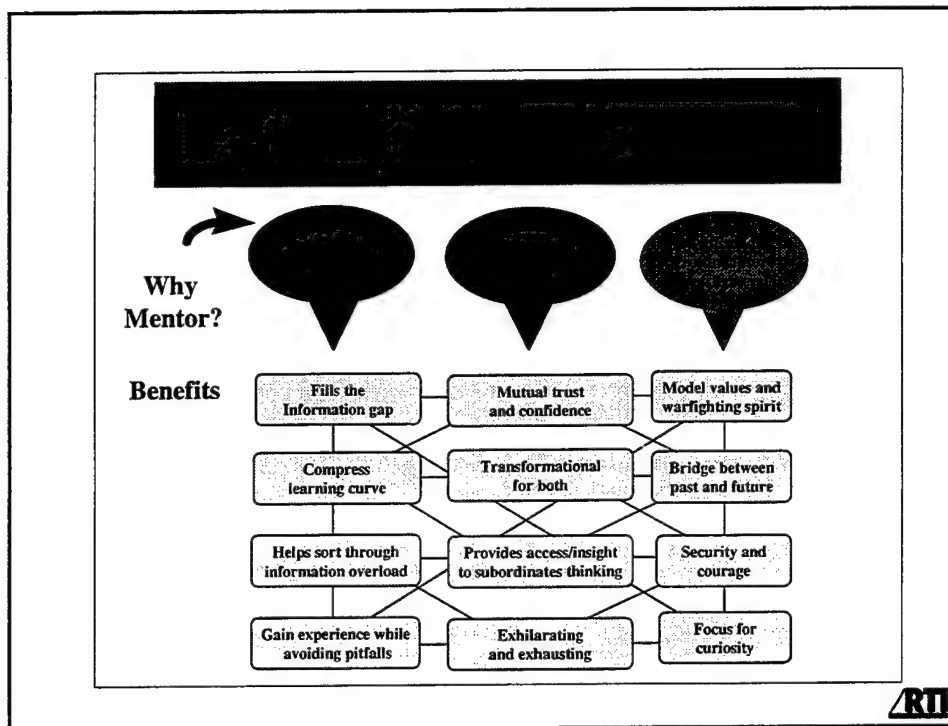 Why
Mentor?
Benefits
Fills the
Information gap
Mutual trust
and confidence
Model values and
warfighting spirit
Compress
learning curve
Transformational
for both
Bridge between
past and future
Helps sort through
information overload
Provides access/insight
to subordinates thinking
Security and
courage
Gain experience while
avoiding pitfalls
Exhilarating
and exhausting
Focus for
curiosity
RTI